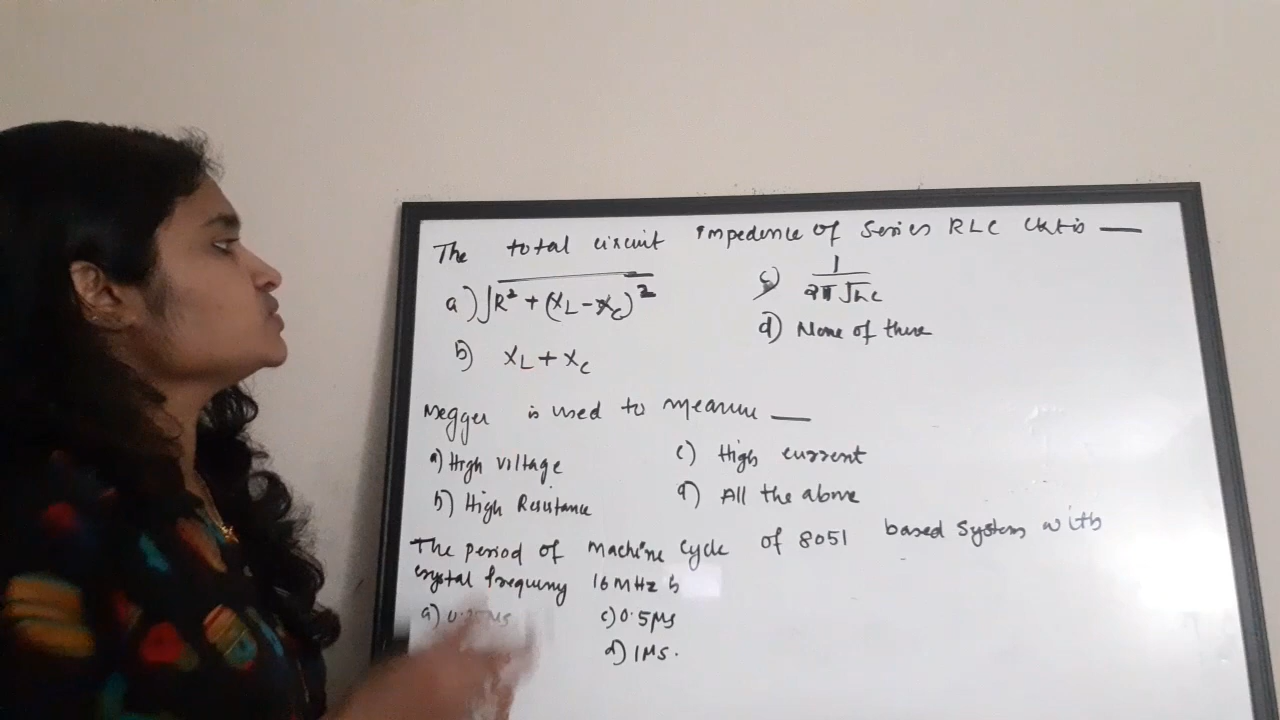 The total circuit impedence of Series RLC Ckt is —
a) √R² + (XL - Xc)²
c) 1/2π√LC
b) XL + Xc
d) None of these
Megger is used to measure —
a) High voltage
c) High current
b) High Resistance
d) All the above
The period of machine cycle of 8051 based System with
crystal frequency 16 MHz is
a)
c) 0.5 μs
d) 1 μs.